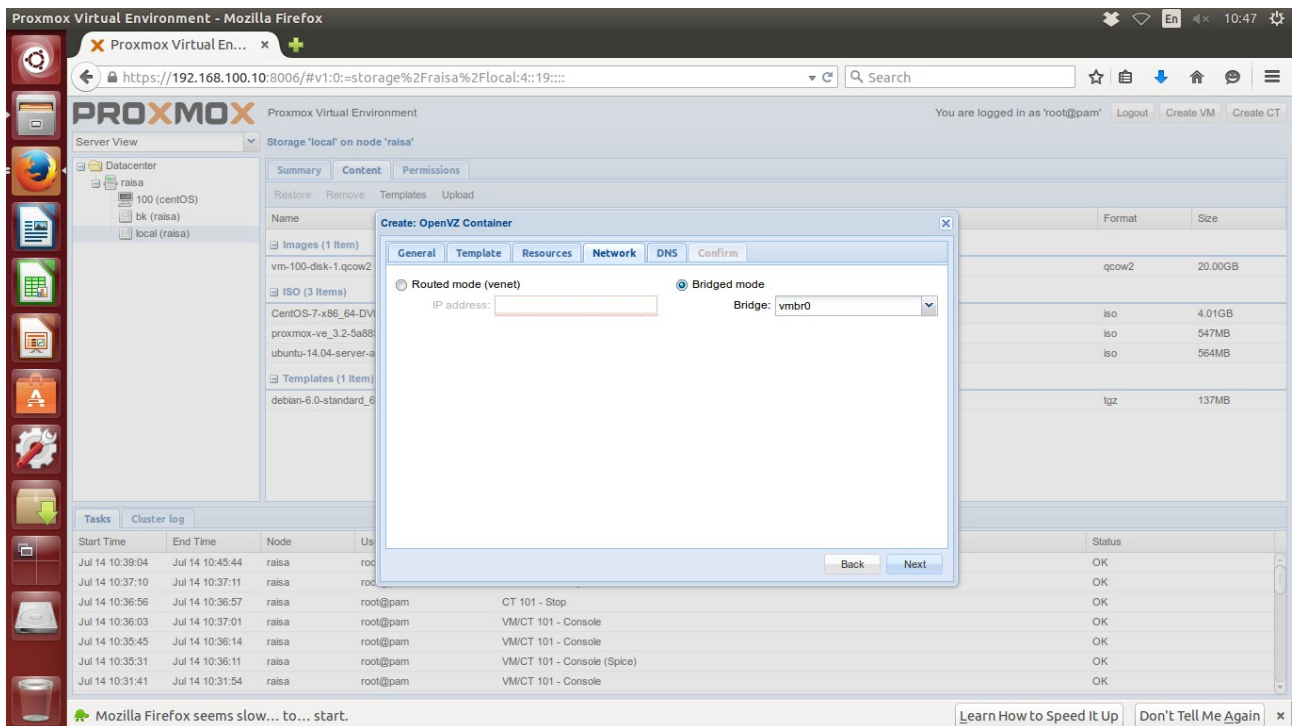 Proxmox Virtual Environment - Mozilla Firefox
En
10:47
Proxmox Virtual En...
https://192.168.100.10:8006/#v1:0:=storage%2Fraisa%2Flocal:4::19::::
Search
PROXMOX Proxmox Virtual Environment
You are logged in as 'root@pam' Logout Create VM Create CT
Server View
Storage 'local' on node 'raisa'
Datacenter
raisa
100 (centOS)
bk (raisa)
local (raisa)
Summary Content Permissions
Restore Remove Templates Upload
Name Format Size
Images (1 Item)
vm-100-disk-1.qcow2 qcow2 20.00GB
ISO (3 Items)
CentOS-7-x86_64-DV iso 4.01GB
proxmox-ve_3.2-5a88 iso 547MB
ubuntu-14.04-server-a iso 564MB
Templates (1 Item)
debian-6.0-standard_6 tgz 137MB
Create: OpenVZ Container
General Template Resources Network DNS Confirm
Routed mode (venet) Bridged mode
IP address: Bridge: vmbr0
Back Next
Tasks Cluster log
Start Time End Time Node Us Status
Jul 14 10:39:04 Jul 14 10:45:44 raisa roo OK
Jul 14 10:37:10 Jul 14 10:37:11 raisa roo OK
Jul 14 10:36:56 Jul 14 10:36:57 raisa root@pam CT 101 - Stop OK
Jul 14 10:36:03 Jul 14 10:37:01 raisa root@pam VM/CT 101 - Console OK
Jul 14 10:35:45 Jul 14 10:36:14 raisa root@pam VM/CT 101 - Console OK
Jul 14 10:35:31 Jul 14 10:36:11 raisa root@pam VM/CT 101 - Console (Spice) OK
Jul 14 10:31:41 Jul 14 10:31:54 raisa root@pam VM/CT 101 - Console OK
Mozilla Firefox seems slow... to... start.
Learn How to Speed It Up Don't Tell Me Again